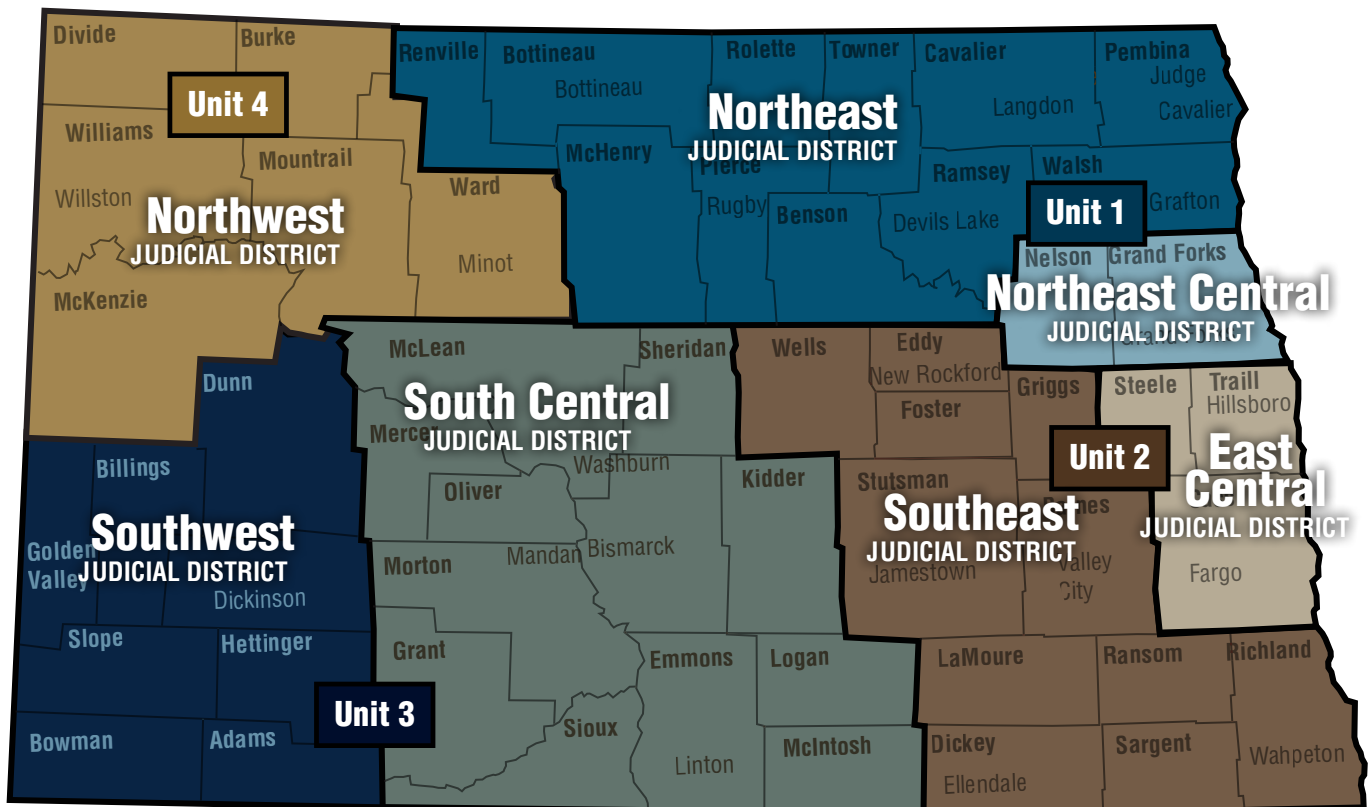 Divide
Burke
Renville
Bottineau
Rolette
Towner
Cavalier
Pembina
Judge
Bottineau
Langdon
Cavalier
Unit 4
Northeast
JUDICIAL DISTRICT
Williams
Mountrail
McHenry
Pierce
Ramsey
Walsh
Willston
Northwest
JUDICIAL DISTRICT
Ward
Rugby
Benson
Devils Lake
Unit 1
Grafton
Minot
Nelson
Grand Forks
McKenzie
Northeast Central
JUDICIAL DISTRICT
Grand Forks
McLean
Sheridan
Wells
Eddy
New Rockford
Dunn
Griggs
Steele
Traill
Hillsboro
South Central
JUDICIAL DISTRICT
Foster
Mercer
Unit 2
East
Central
JUDICIAL DISTRICT
Billings
Washburn
Oliver
Kidder
Stutsman
Southeast
JUDICIAL DISTRICT
Barnes
Southwest
JUDICIAL DISTRICT
Golden
Valley
Mandan
Bismarck
Morton
Jamestown
Valley
City
Fargo
Dickinson
Slope
Hettinger
Grant
Emmons
Logan
LaMoure
Ransom
Richland
Unit 3
Bowman
Adams
Sioux
McIntosh
Dickey
Sargent
Linton
Ellendale
Wahpeton